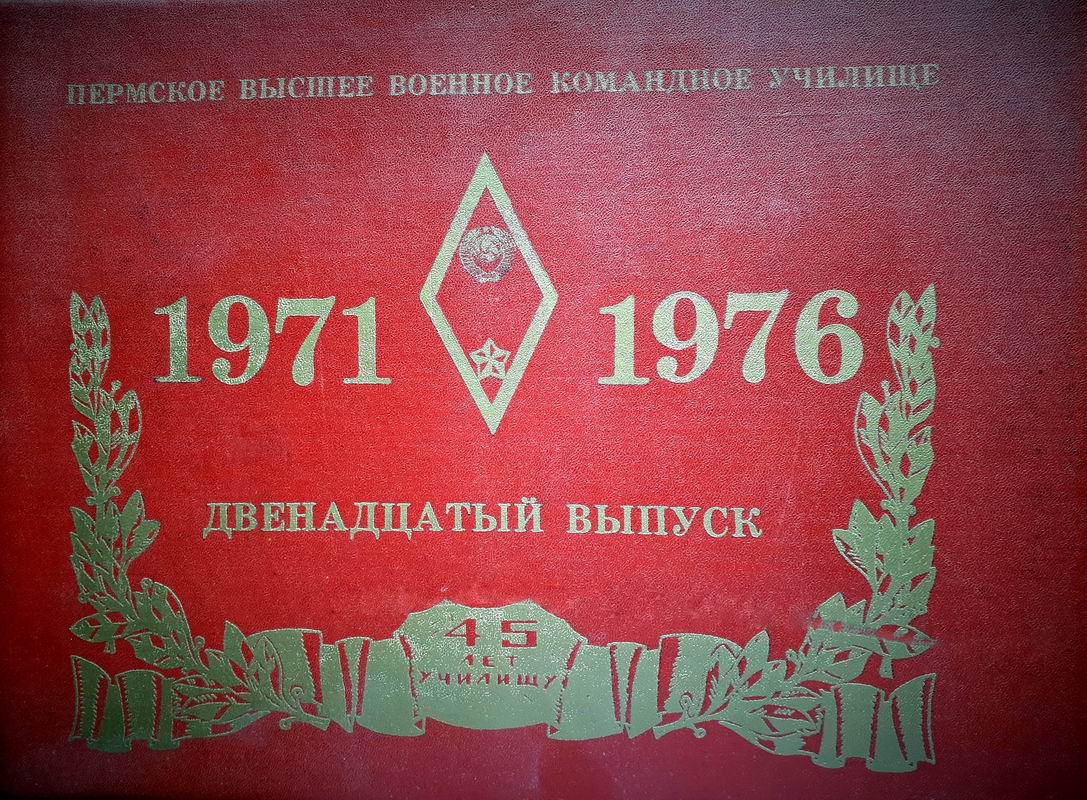 ПЕРМСКОЕ ВЫСШЕЕ ВОЕННОЕ КОМАНДНОЕ УЧИЛИЩЕ
1971 1976
ДВЕНАДЦАТЫЙ ВЫПУСК
45
ЛЕТ
УЧИЛИЩУ